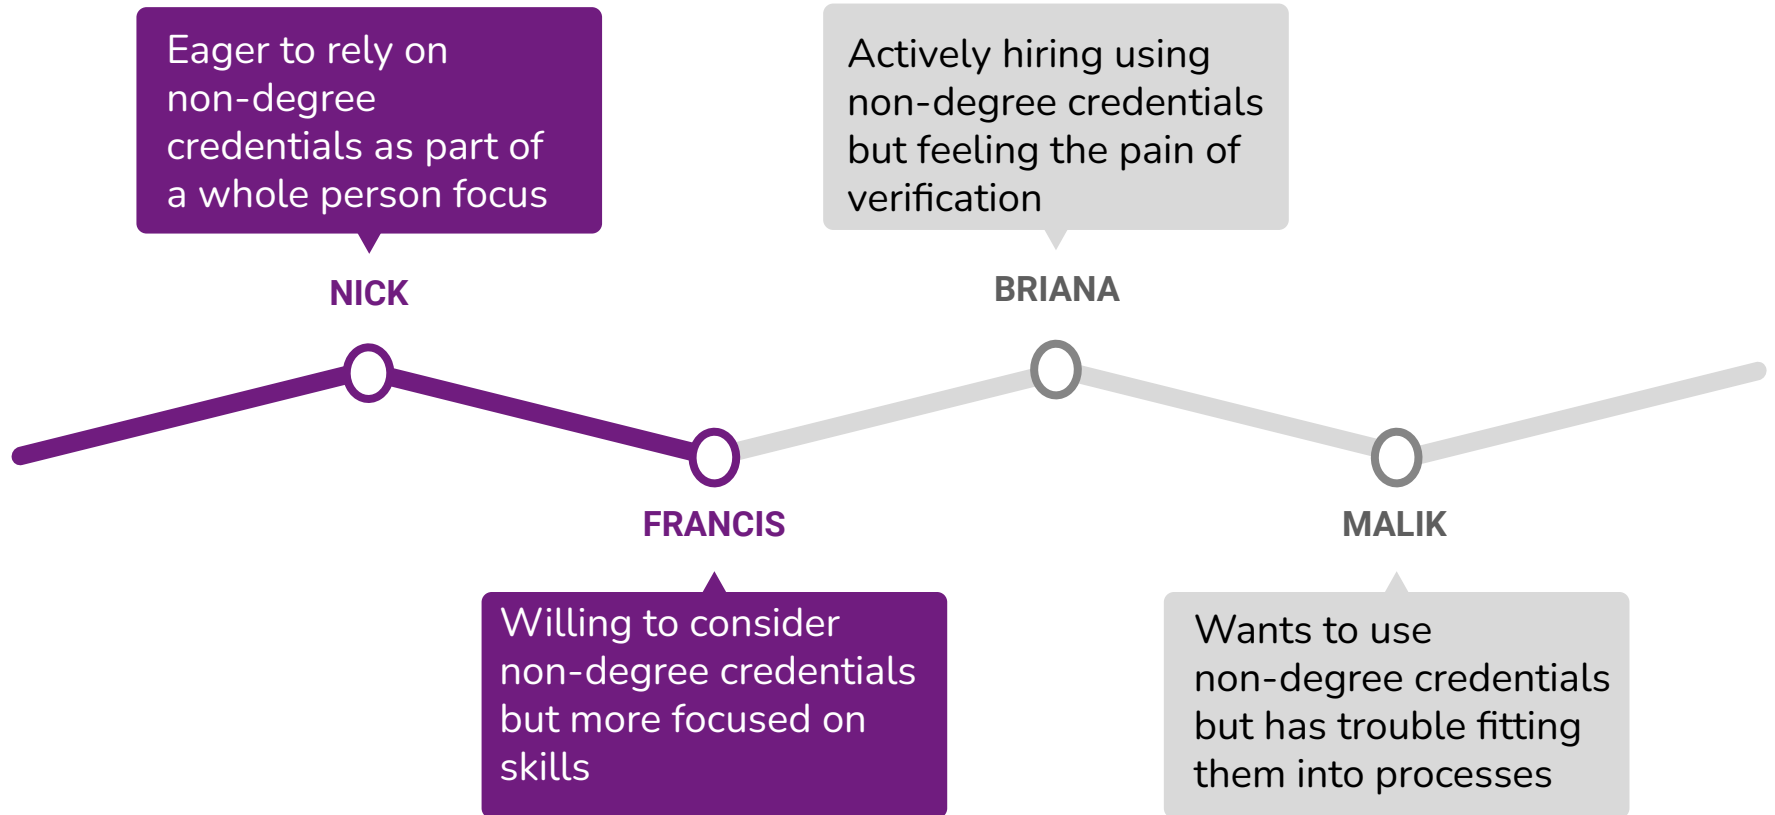 Eager to rely on
non-degree
credentials as part of
a whole person focus
NICK
Actively hiring using
non-degree credentials
but feeling the pain of
verification
BRIANA
FRANCIS
Willing to consider
non-degree credentials
but more focused on
skills
MALIK
Wants to use
non-degree credentials
but has trouble fitting
them into processes